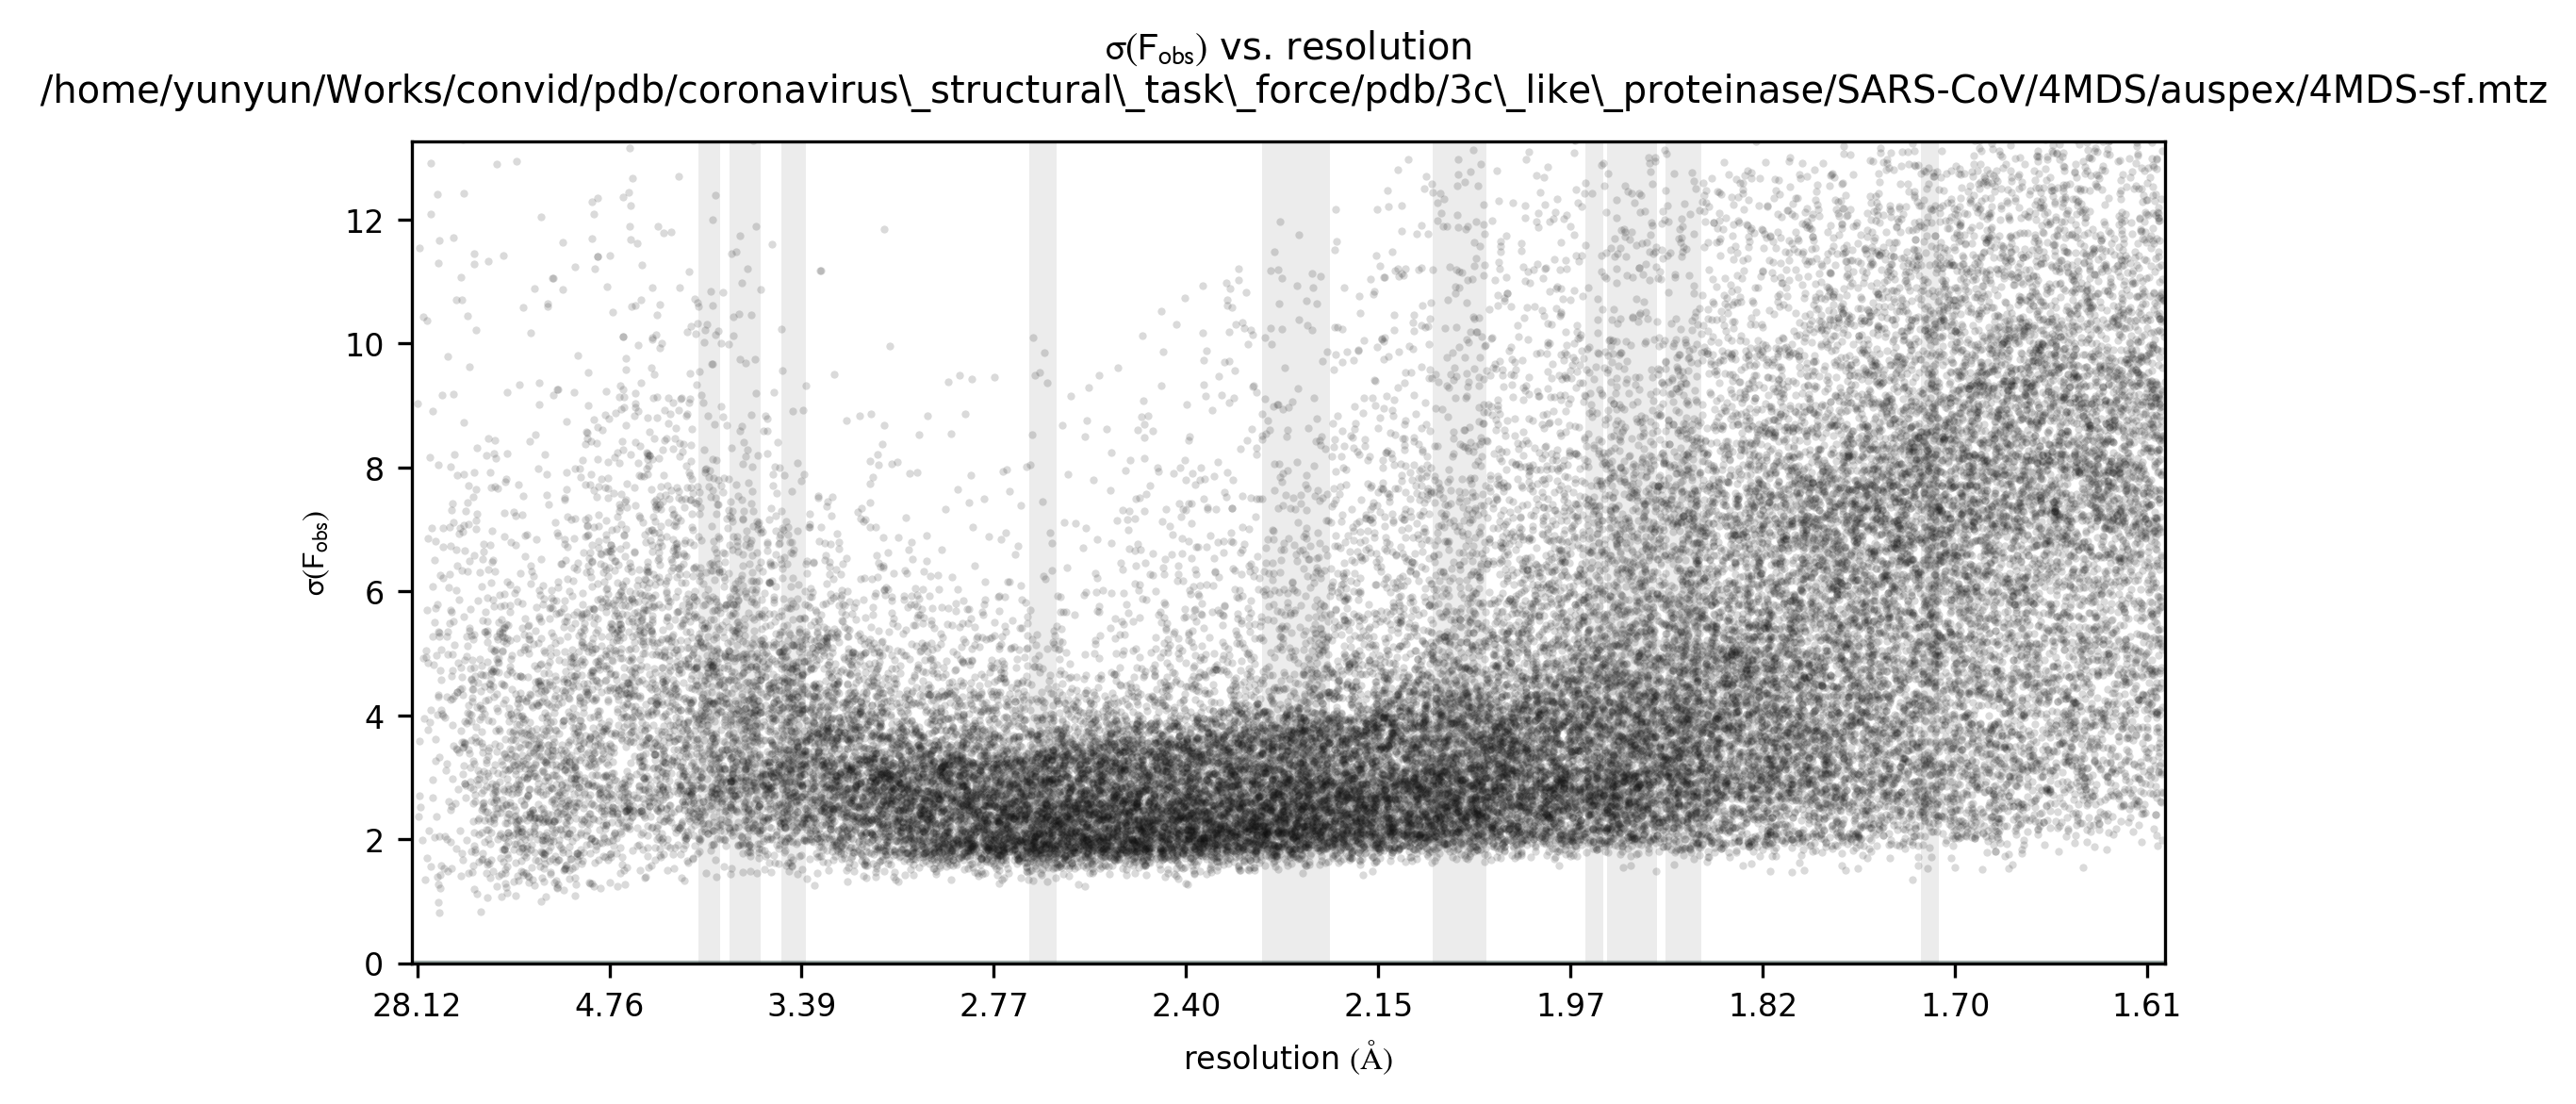 σ(Fobs) vs. resolution
/home/yunyun/Works/convid/pdb/coronavirus\_structural\_task\_force/pdb/3c\_like\_proteinase/SARS-CoV/4MDS/auspex/4MDS-sf.mtz
12
10
8
6
4
2
0
σ(Fobs)
28.12 4.76 3.39 2.77 2.40 2.15 1.97 1.82 1.70 1.61
resolution (Å)